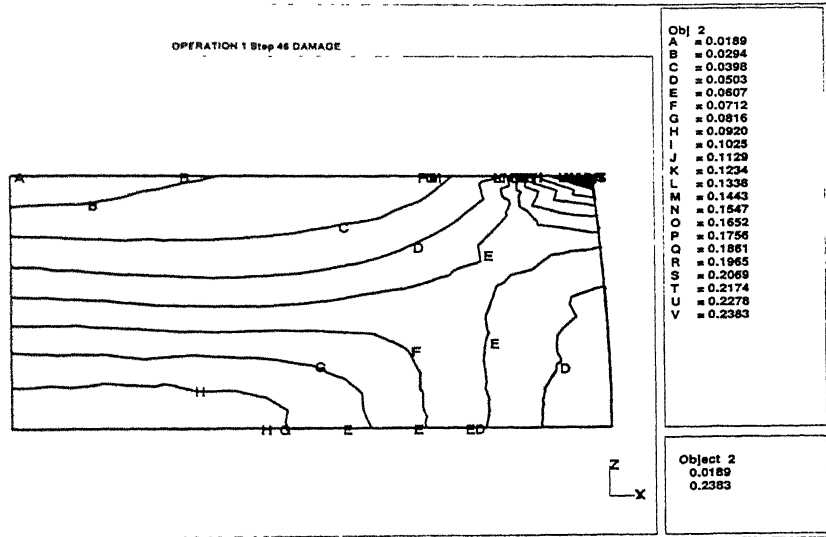 OPERATION 1 Step 46 DAMAGE
Obj 2
A = 0.0189
B = 0.0294
C = 0.0398
D = 0.0503
E = 0.0607
F = 0.0712
G = 0.0816
H = 0.0920
I = 0.1025
J = 0.1129
K = 0.1234
L = 0.1338
M = 0.1443
N = 0.1547
O = 0.1652
P = 0.1756
Q = 0.1861
R = 0.1965
S = 0.2069
T = 0.2174
U = 0.2278
V = 0.2383
A B
B
C
D
E
F
E
G
D
H
H G E E E D
Z
X
Object 2
0.0189
0.2383